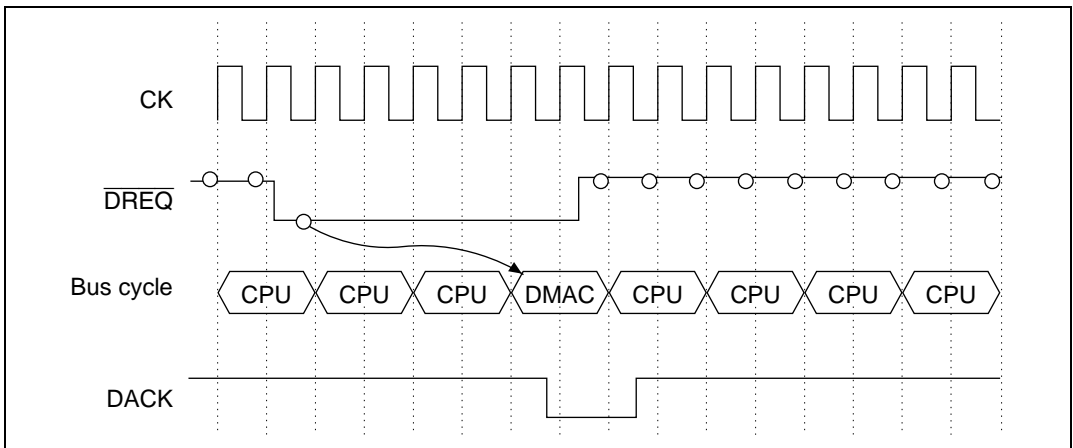 CK
DREQ
Bus cycle
CPU CPU CPU DMAC CPU CPU CPU CPU
DACK